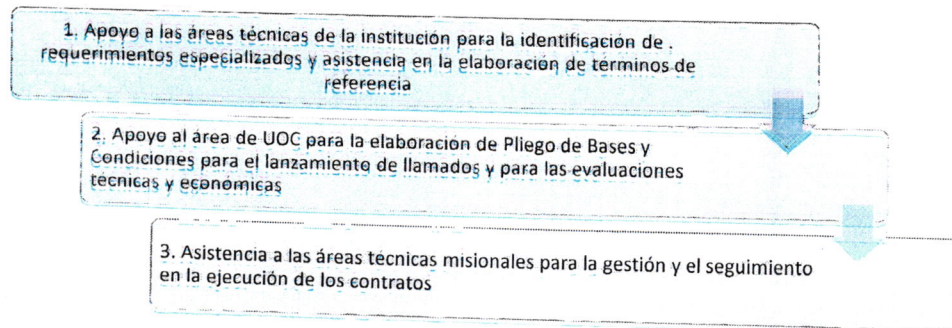 1. Apoyo a las áreas técnicas de la institución para la identificación de .
requerimientos especializados y asistencia en la elaboración de términos de
referencia
2. Apoyo al área de UOC para la elaboración de Pliego de Bases y
Condiciones para el lanzamiento de llamados y para las evaluaciones
técnicas y económicas
3. Asistencia a las áreas técnicas misionales para la gestión y el seguimiento
en la ejecución de los contratos